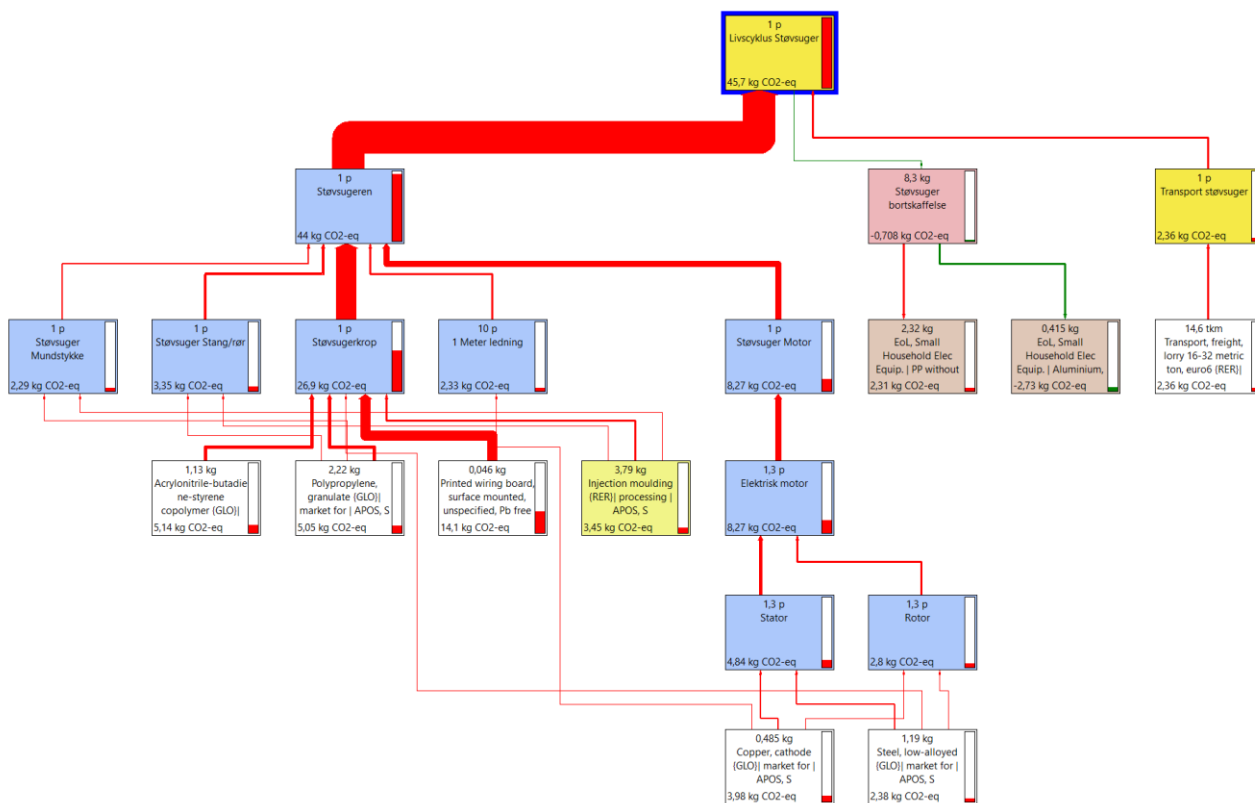 1 p
Livscyklus Støvsuger
45,7 kg CO2-eq
1 p
Støvsugeren
44 kg CO2-eq
8,3 kg
Støvsuger
bortskaffelse
-0,708 kg CO2-eq
1 p
Transport støvsuger
2,36 kg CO2-eq
1 p
Støvsuger
Mundstykke
2,29 kg CO2-eq
1 p
Støvsuger Stang/rør
3,35 kg CO2-eq
1 p
Støvsugerkrop
26,9 kg CO2-eq
10 p
1 Meter ledning
2,33 kg CO2-eq
1 p
Støvsuger Motor
8,27 kg CO2-eq
2,32 kg
EoL, Small
Household Elec
Equip. | PP without
2,31 kg CO2-eq
0,415 kg
EoL, Small
Household Elec
Equip. | Aluminium,
-2,73 kg CO2-eq
14,6 tkm
Transport, freight,
lorry 16-32 metric
ton, euro6 {RER}|
2,36 kg CO2-eq
1,13 kg
Acrylonitrile-butadie
ne-styrene
copolymer {GLO}|
5,14 kg CO2-eq
2,22 kg
Polypropylene,
granulate {GLO}|
market for | APOS, S
5,05 kg CO2-eq
0,046 kg
Printed wiring board,
surface mounted,
unspecified, Pb free
14,1 kg CO2-eq
3,79 kg
Injection moulding
{RER}| processing |
APOS, S
3,45 kg CO2-eq
1,3 p
Elektrisk motor
8,27 kg CO2-eq
1,3 p
Stator
4,84 kg CO2-eq
1,3 p
Rotor
2,8 kg CO2-eq
0,485 kg
Copper, cathode
{GLO}| market for |
APOS, S
3,98 kg CO2-eq
1,19 kg
Steel, low-alloyed
{GLO}| market for |
APOS, S
2,38 kg CO2-eq